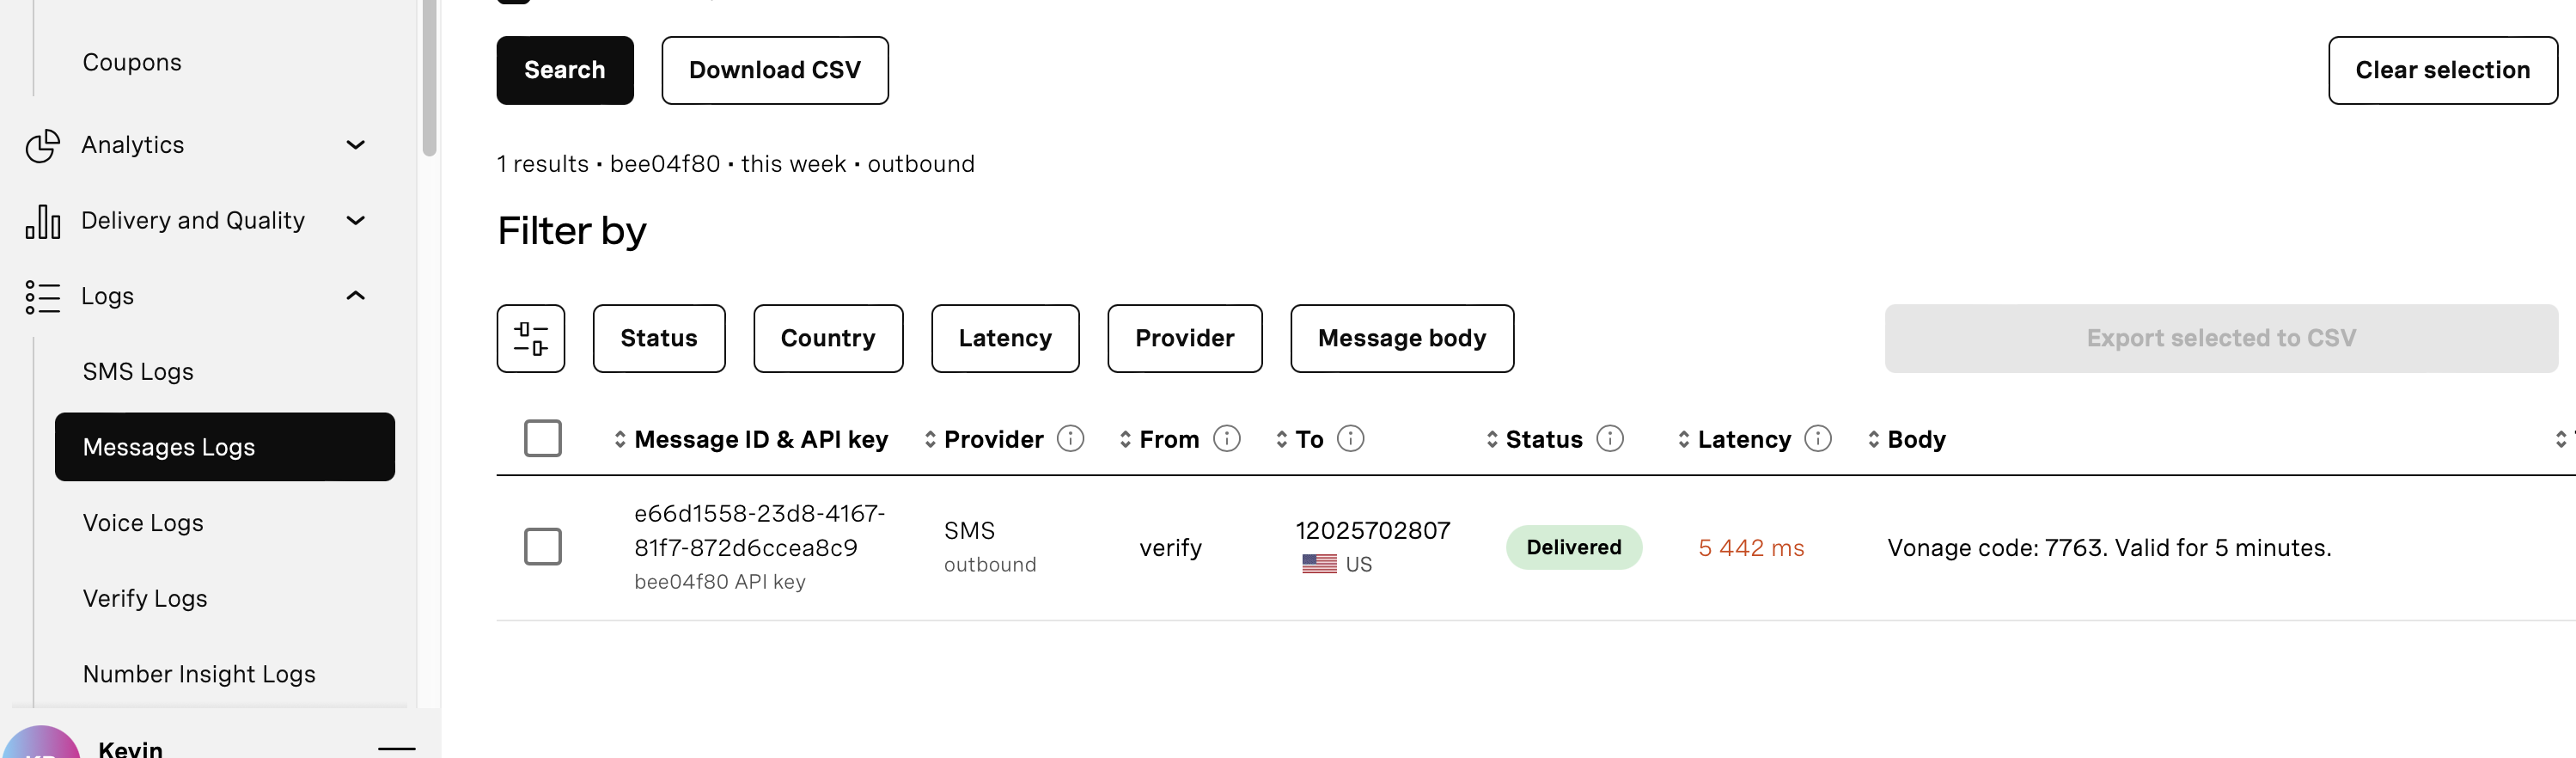 Coupons
Analytics
Delivery and Quality
Logs
SMS Logs
Messages Logs
Voice Logs
Verify Logs
Number Insight Logs
Kevin
Search
Download CSV
Clear selection
1 results • bee04f80 • this week • outbound
Filter by
Status
Country
Latency
Provider
Message body
Export selected to CSV
Message ID & API key
Provider
From
To
Status
Latency
Body
e66d1558-23d8-4167-
81f7-872d6ccea8c9
bee04f80 API key
SMS
outbound
verify
12025702807
US
Delivered
5 442 ms
Vonage code: 7763. Valid for 5 minutes.